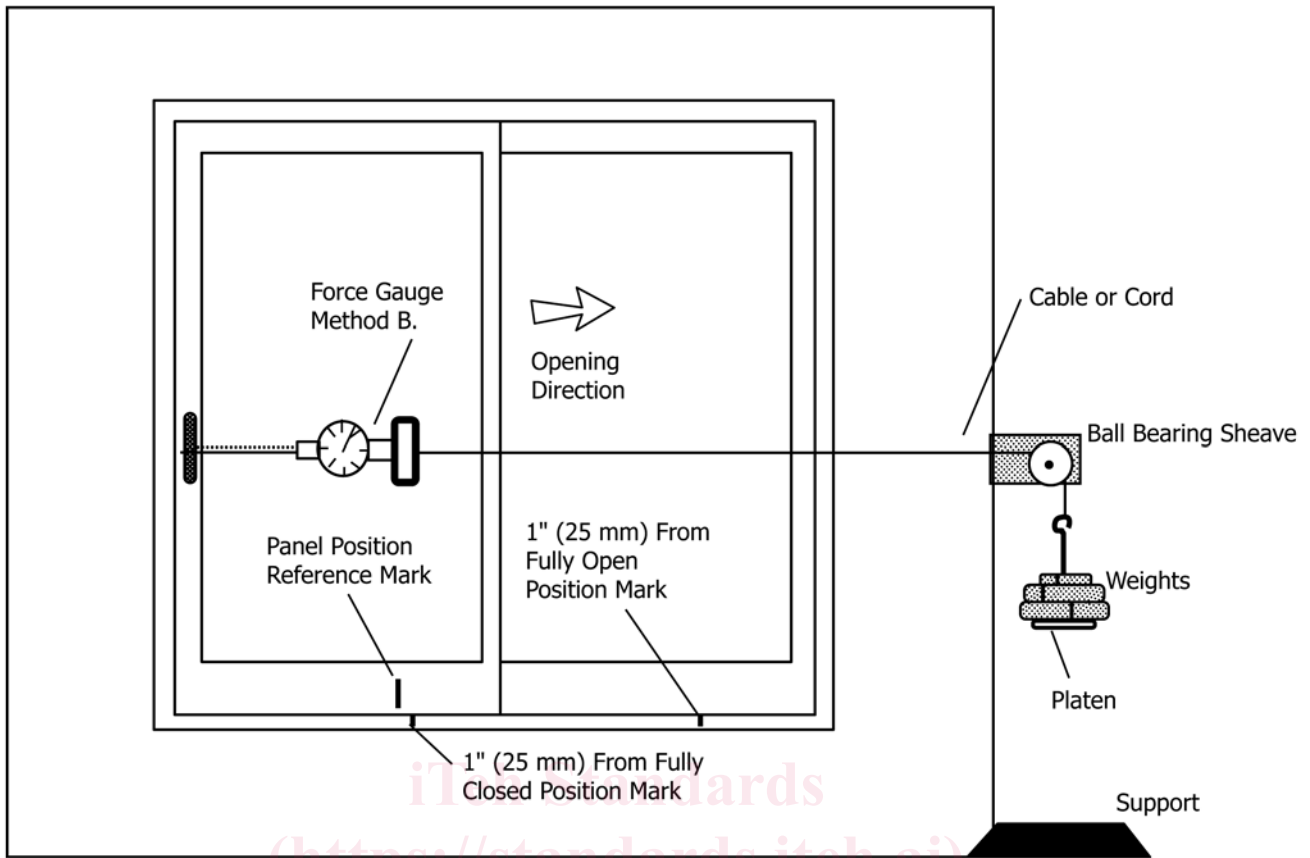 Force Gauge
Method B.
Opening
Direction
Cable or Cord
Ball Bearing Sheave
Panel Position
Reference Mark
1" (25 mm) From
Fully Open
Position Mark
Weights
Platen
1" (25 mm) From Fully
Closed Position Mark
iTeh Standards
(https://standards.iteh.ai)
Support